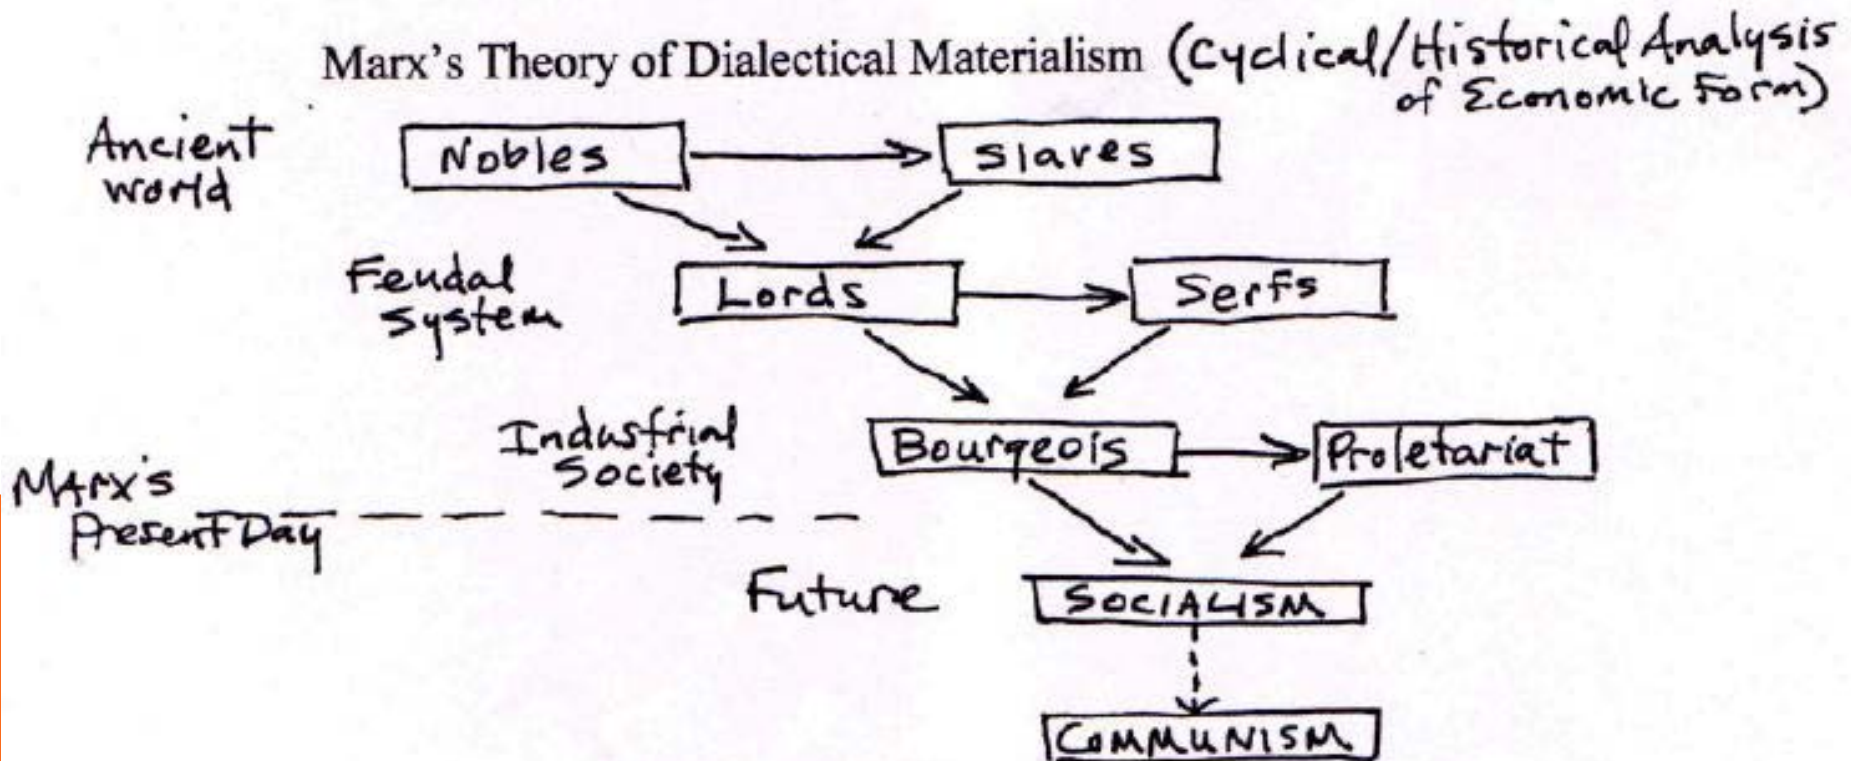 Marx's Theory of Dialectical Materialism (Cyclical/Historical Analysis
of Economic Form)
Ancient
world
Nobles
Slaves
Feudal
System
Lords
Serfs
Industrial
Society
Bourgeois
Proletariat
Marx's
Present Day
Future
SOCIALISM
COMMUNISM